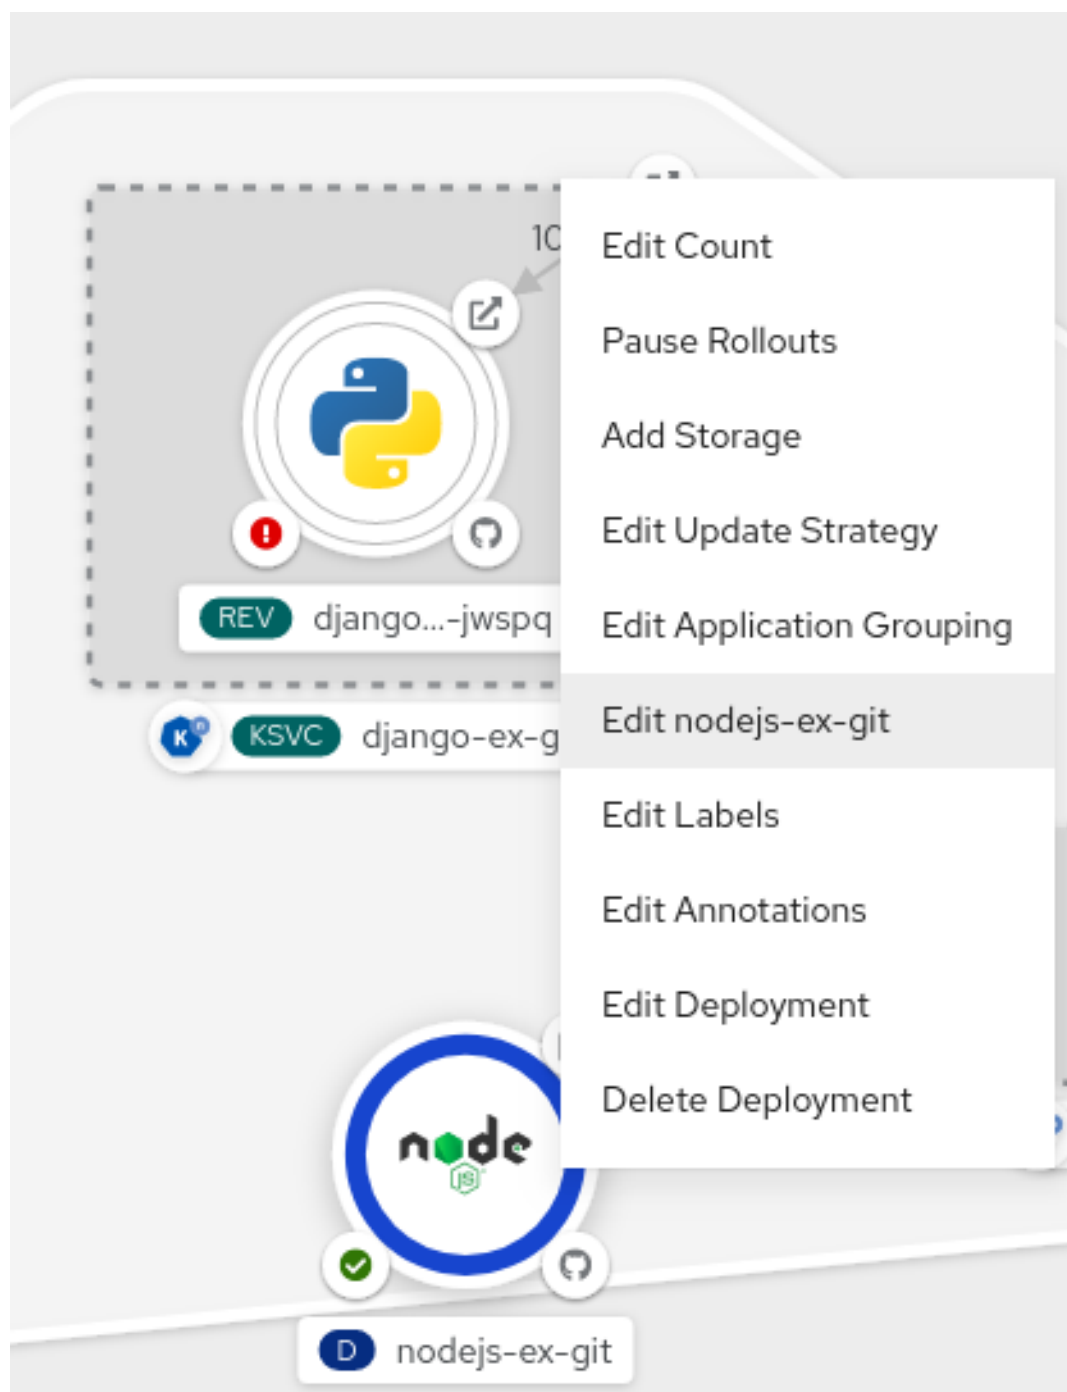 10
Edit Count
Pause Rollouts
Add Storage
Edit Update Strategy
REV django...-jwspq
Edit Application Grouping
KSVC django-ex-g
Edit nodejs-ex-git
Edit Labels
Edit Annotations
Edit Deployment
Delete Deployment
node
JS
D nodejs-ex-git